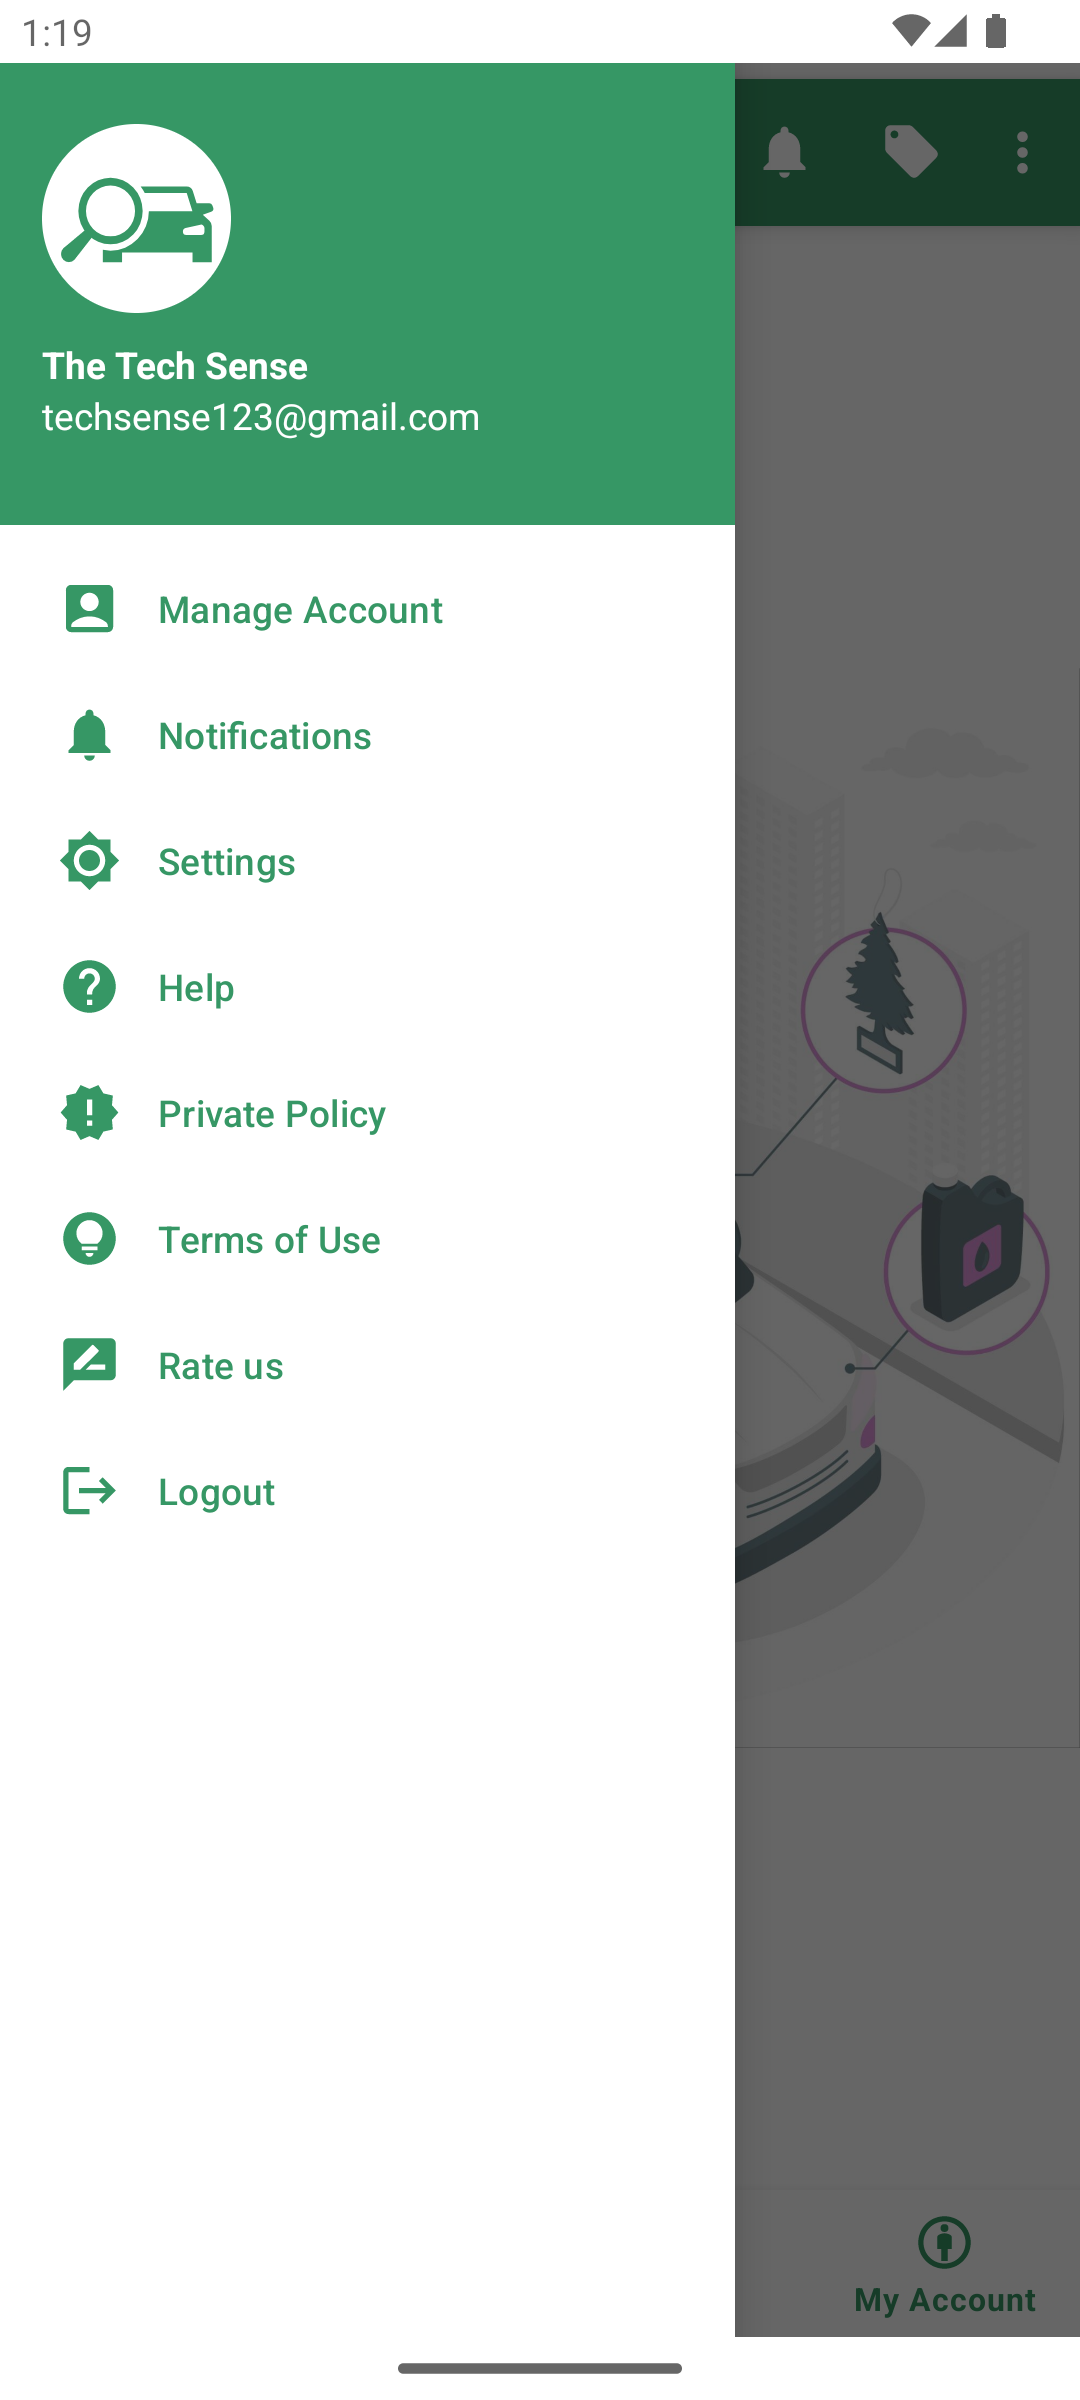 1:19
The Tech Sense
techsense123@gmail.com
Manage Account
Notifications
Settings
Help
Private Policy
Terms of Use
Rate us
Logout
My Account